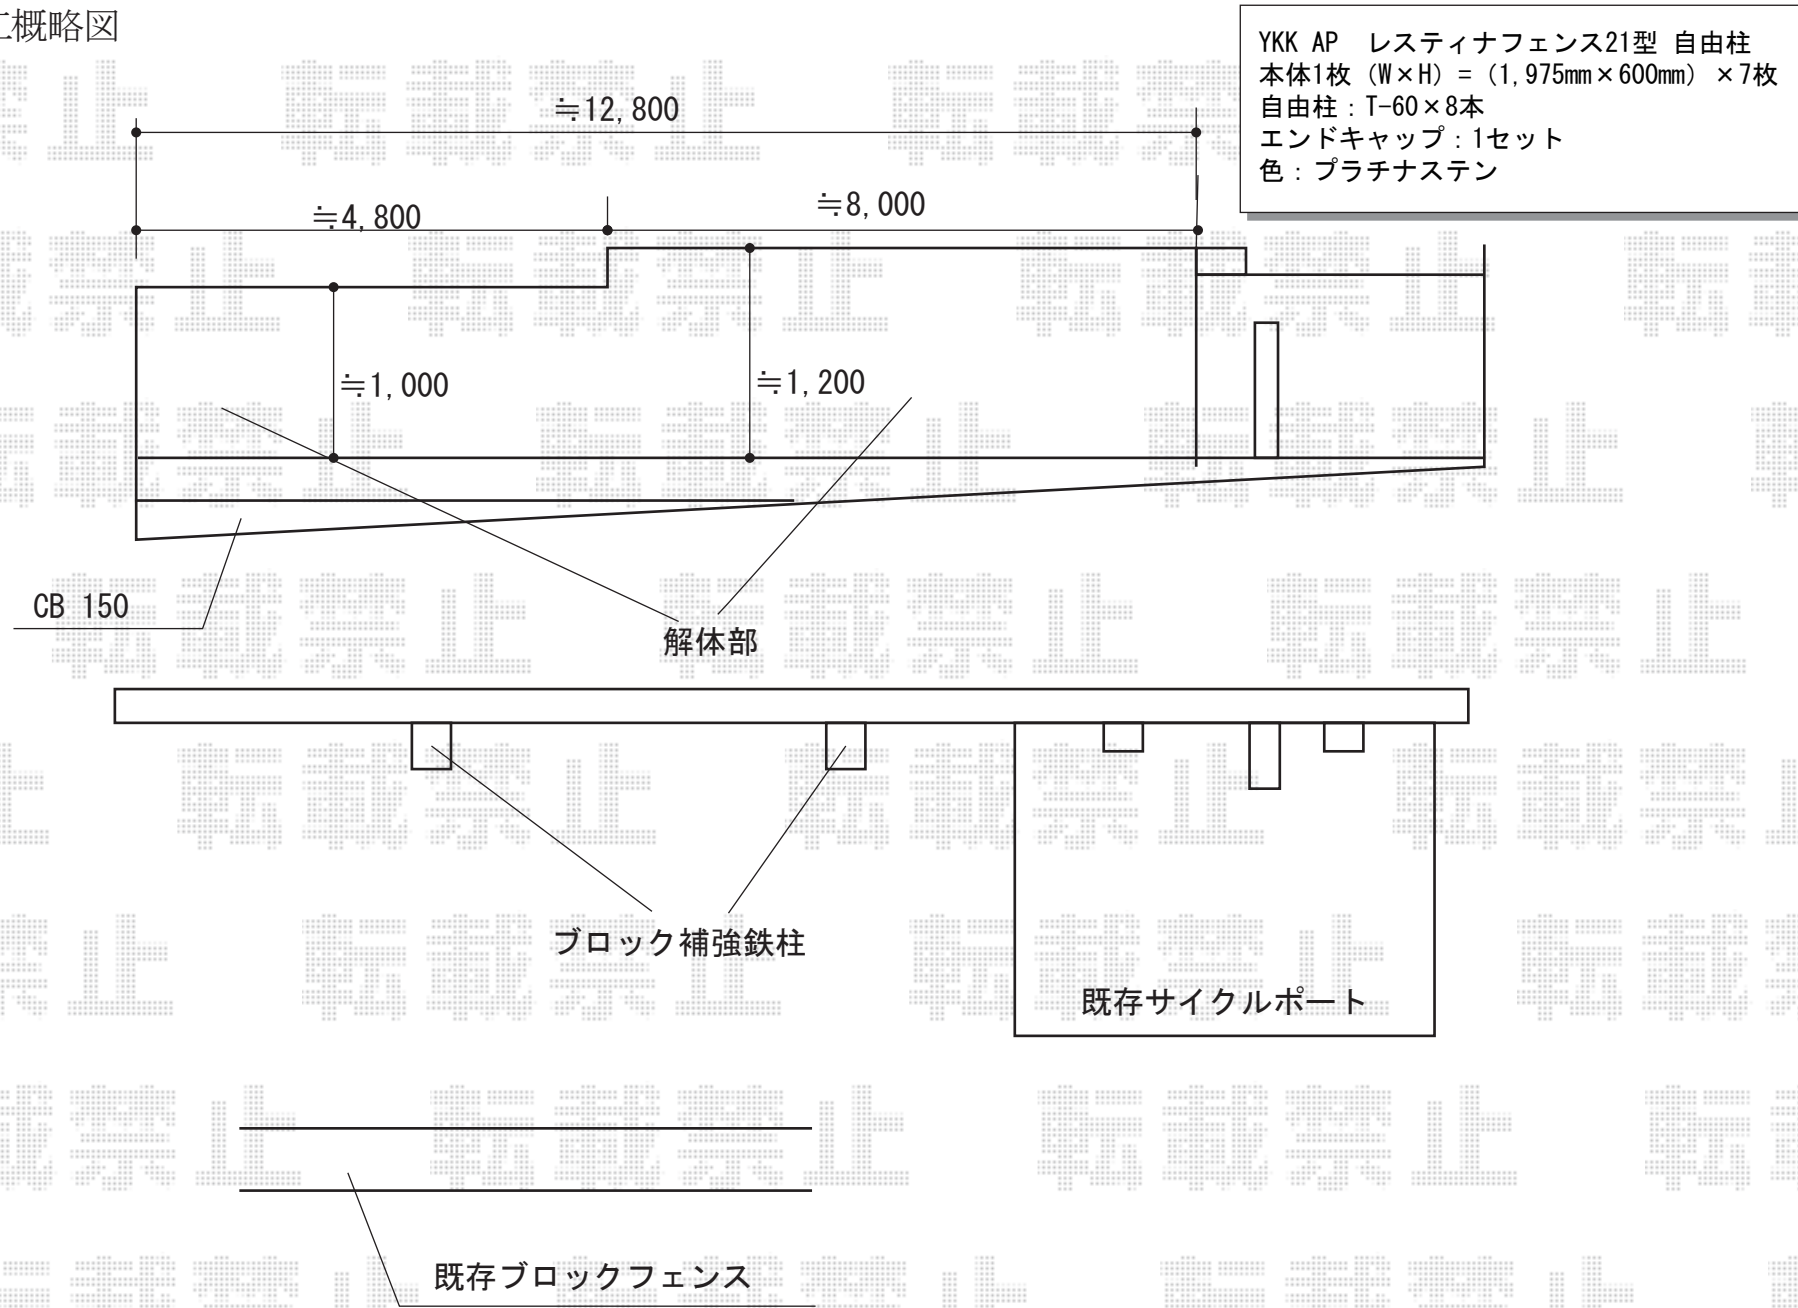 工概略図
YKK AP レスティナフェンス21型 自由柱
本体1枚（W×H）=（1,975mm×600mm）×7枚
自由柱：T-60×8本
エンドキャップ：1セット
色：プラチナステン
≒12,800
≒4,800
≒8,000
≒1,000
≒1,200
CB 150
解体部
ブロック補強鉄柱
既存サイクルポート
既存ブロックフェンス
転載禁止